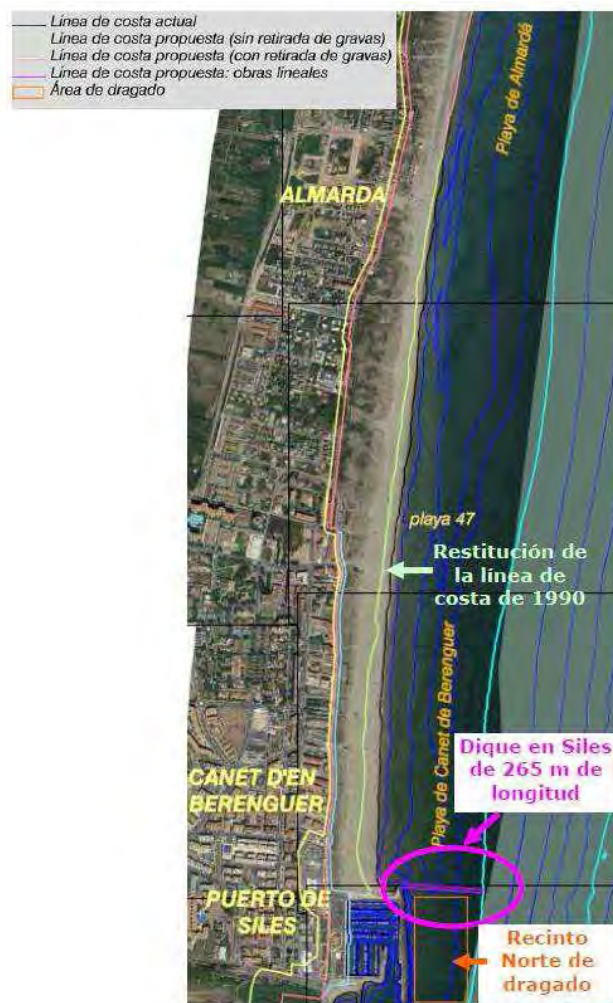 Línea de costa actual
Línea de costa propuesta (sin retirada de gravas)
Línea de costa propuesta (con retirada de gravas)
Línea de costa propuesta: obras lineales
Área de dragado
Playa de Almardá
ALMARDA
playa 47
Restitución de
la línea de
costa de 1990
Playa de Canet de Berenguer
Dique en Siles
de 265 m de
longitud
CANET D'EN
BERENGUER
PUERTO DE
SILES
Recinto
Norte de
dragado